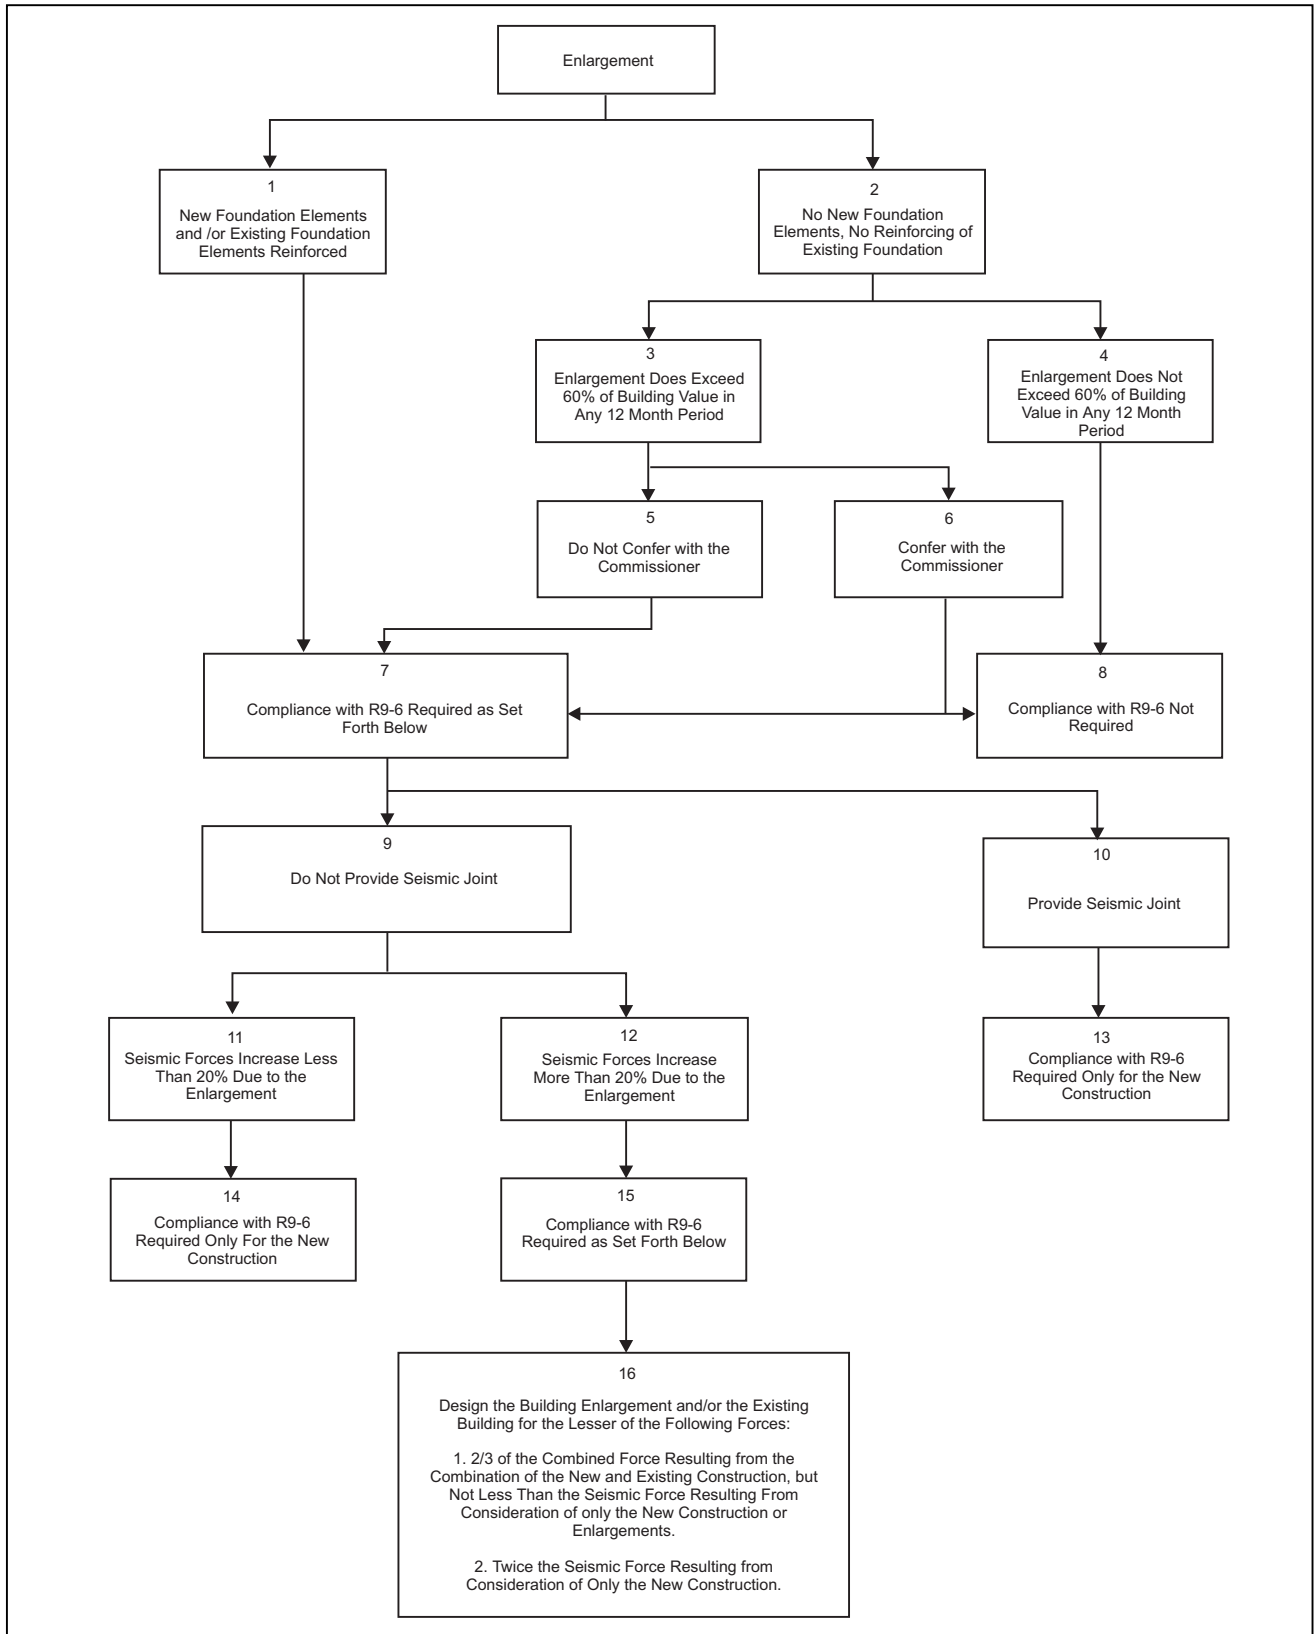 Enlargement
1
New Foundation Elements
and /or Existing Foundation
Elements Reinforced
2
No New Foundation
Elements, No Reinforcing of
Existing Foundation
3
Enlargement Does Exceed
60% of Building Value in
Any 12 Month Period
4
Enlargement Does Not
Exceed 60% of Building
Value in Any 12 Month
Period
5
Do Not Confer with the
Commissioner
6
Confer with the
Commissioner
7
Compliance with R9-6 Required as Set
Forth Below
8
Compliance with R9-6 Not
Required
9
Do Not Provide Seismic Joint
10
Provide Seismic Joint
11
Seismic Forces Increase Less
Than 20% Due to the
Enlargement
12
Seismic Forces Increase
More Than 20% Due to the
Enlargement
13
Compliance with R9-6
Required Only for the New
Construction
14
Compliance with R9-6
Required Only For the New
Construction
15
Compliance with R9-6
Required as Set Forth Below
16
Design the Building Enlargement and/or the Existing
Building for the Lesser of the Following Forces:
1. 2/3 of the Combined Force Resulting from the
Combination of the New and Existing Construction, but
Not Less Than the Seismic Force Resulting From
Consideration of only the New Construction or
Enlargements.
2. Twice the Seismic Force Resulting from
Consideration of Only the New Construction.